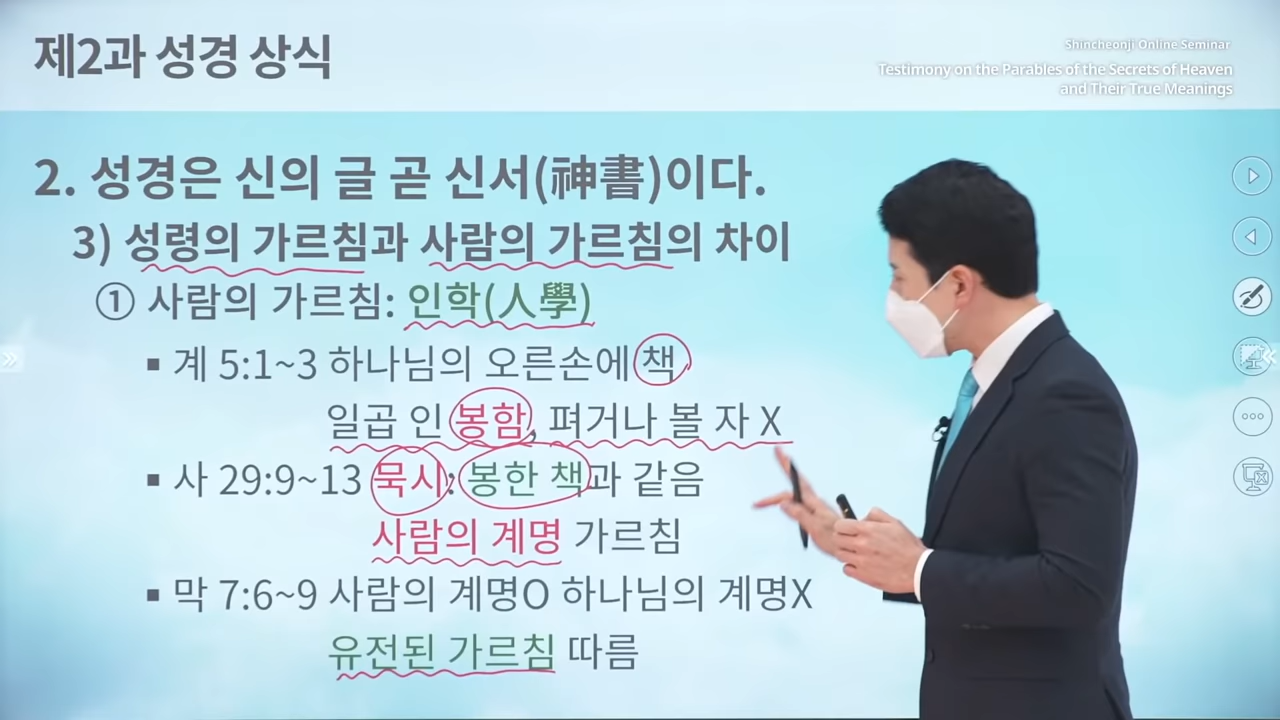 제2과 성경 상식
Shincheonji Online Seminar
Testimony on the Parables of the Secrets of Heaven
and Their True Meanings
2. 성경은 신의 글 곧 신서(神書)이다.
3) 성령의 가르침과 사람의 가르침의 차이
① 사람의 가르침: 인학(人學)
▪ 계 5:1~3 하나님의 오른손에 책
일곱 인 봉함, 펴거나 볼 자 X
▪ 사 29:9~13 묵시: 봉한 책과 같음
사람의 계명 가르침
▪ 막 7:6~9 사람의 계명O 하나님의 계명X
유전된 가르침 따름